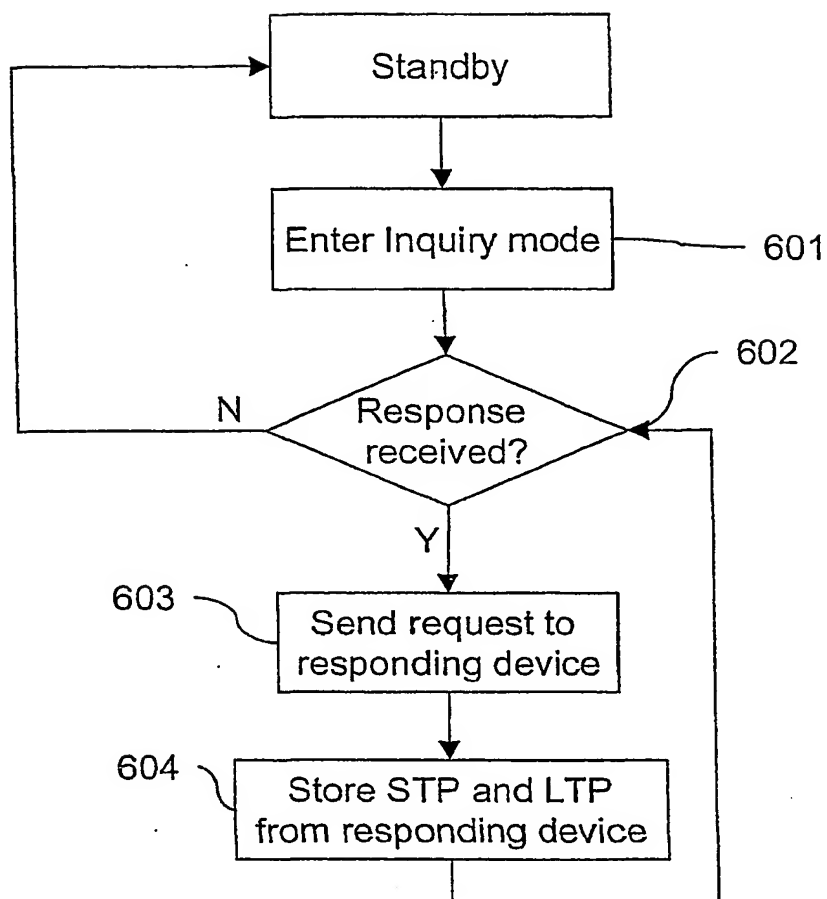 Standby
Enter Inquiry mode
601
602
N
Response
received?
Y
603
Send request to
responding device
604
Store STP and LTP
from responding device